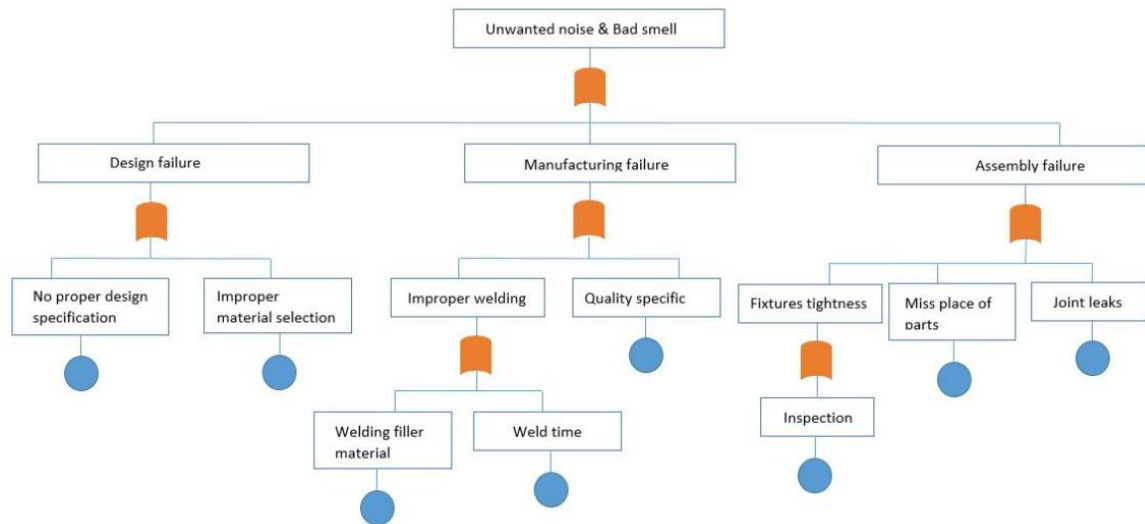 Unwanted noise & Bad smell
Design failure
Manufacturing failure
Assembly failure
No proper design
specification
Improper
material selection
Improper welding
Quality specific
Fixtures tightness
Miss place of
parts
Joint leaks
Welding filler
material
Weld time
Inspection